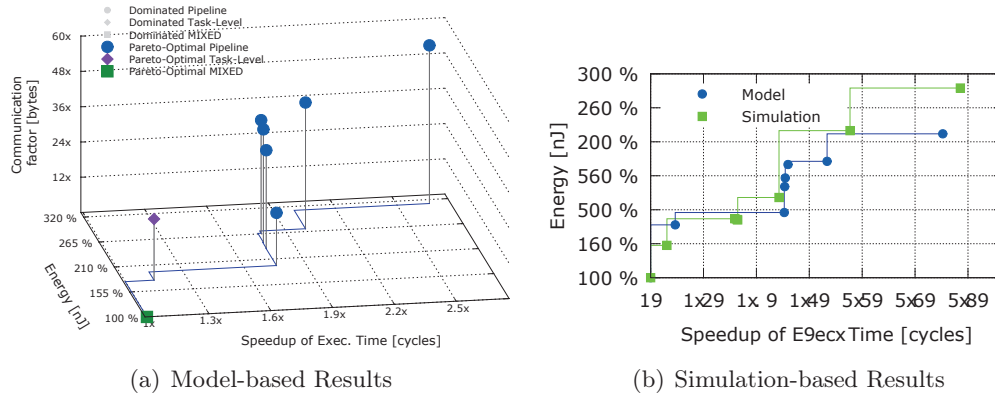 Dominated Pipeline
Dominated Task-Level
Dominated MIXED
Pareto-Optimal Pipeline
Pareto-Optimal Task-Level
Pareto-Optimal MIXED
60x
48x
36x
24x
12x
Communication
factor [bytes]
320 %
265 %
210 %
155 %
100 %
Energy [nJ]
1x
1.3x
1.6x
1.9x
2.2x
2.5x
Speedup of Exec. Time [cycles]
(a) Model-based Results
300 %
260 %
200 %
560 %
500 %
160 %
100 %
Energy [nJ]
Model
Simulation
19
1x29
1x 9
1x49
5x59
5x69
5x89
Speedup of E9ecx Time [cycles]
(b) Simulation-based Results